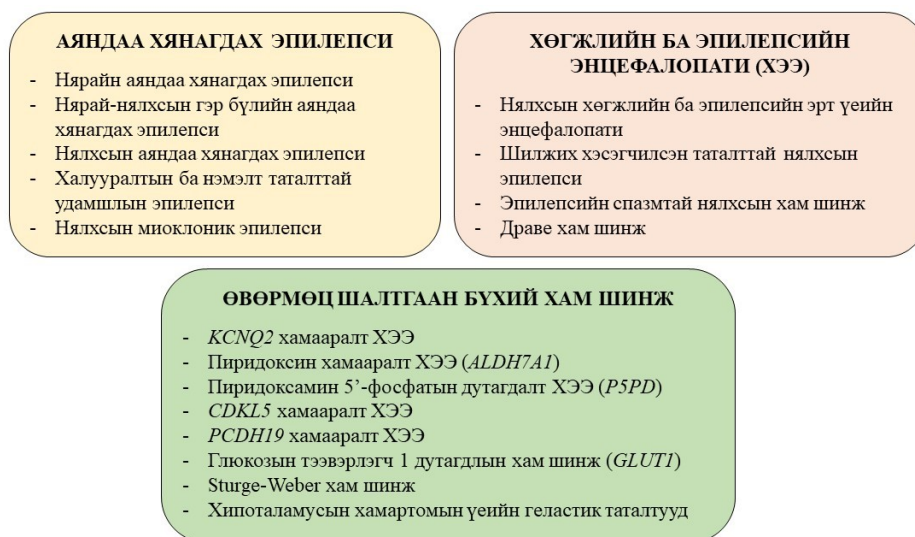 АЯНДАА ХЯНАГДАХ ЭПИЛЕПСИ
- Нярайн аяндаа хянагдах эпилепси
- Нярай-нялхсын гэр бүлийн аяндаа
хянагдах эпилепси
- Нялхсын аяндаа хянагдах эпилепси
- Халууралтын ба нэмэлт таталттай
удамшлын эпилепси
- Нялхсын миоклоник эпилепси
ХӨГЖЛИЙН БА ЭПИЛЕПСИЙН
ЭНЦЕФАЛОПАТИ (ХЭЭ)
- Нялхсын хөгжлийн ба эпилепсийн эрт үеийн
энцефалопати
- Шилжих хэсэгчилсэн таталттай нялхсын
эпилепси
- Эпилепсийн спазмтай нялхсын хам шинж
- Драве хам шинж
ӨВӨРМӨЦ ШАЛТГААН БҮХИЙ ХАМ ШИНЖ
- KCNQ2 хамааралт ХЭЭ
- Пиридоксин хамааралт ХЭЭ (ALDH7A1)
- Пиридоксамин 5’-фосфатын дутагдалт ХЭЭ (P5PD)
- CDKL5 хамааралт ХЭЭ
- PCDH19 хамааралт ХЭЭ
- Глюкозын тээвэрлэгч 1 дутагдлын хам шинж (GLUT1)
- Sturge-Weber хам шинж
- Хипоталамусын хамартомын үеийн геластик таталтууд